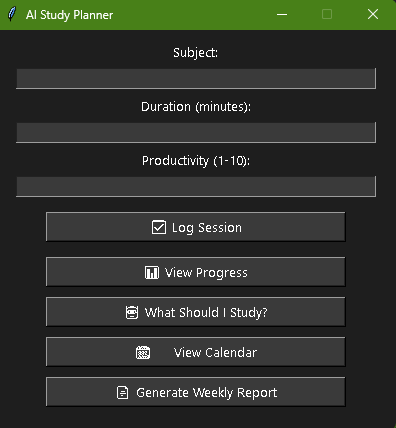 AI Study Planner
Subject:
Duration (minutes):
Productivity (1-10):
Log Session
View Progress
What Should I Study?
View Calendar
Generate Weekly Report